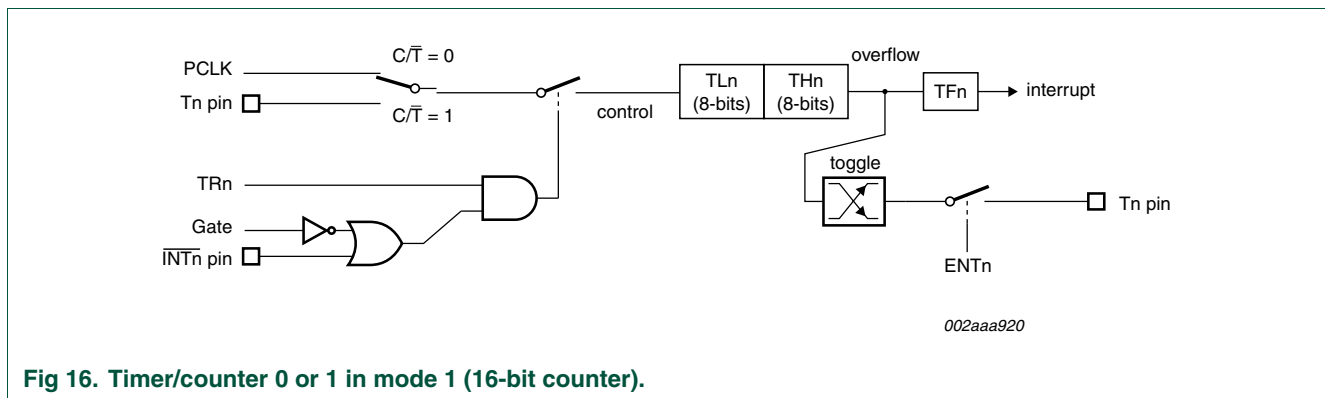 C/T̅ = 0
PCLK
Tn pin
C/T̅ = 1
control
TLn
(8-bits)
THn
(8-bits)
overflow
TFn
interrupt
toggle
TRn
Gate
I̅N̅T̅n̅ pin
Tn pin
ENTn
002aaa920
Fig 16. Timer/counter 0 or 1 in mode 1 (16-bit counter).